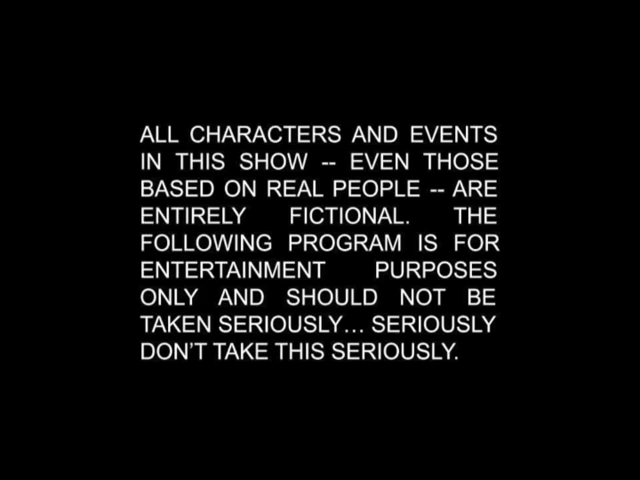 ALL CHARACTERS AND EVENTS
IN THIS SHOW -- EVEN THOSE
BASED ON REAL PEOPLE -- ARE
ENTIRELY FICTIONAL. THE
FOLLOWING PROGRAM IS FOR
ENTERTAINMENT PURPOSES
ONLY AND SHOULD NOT BE
TAKEN SERIOUSLY… SERIOUSLY
DON’T TAKE THIS SERIOUSLY.